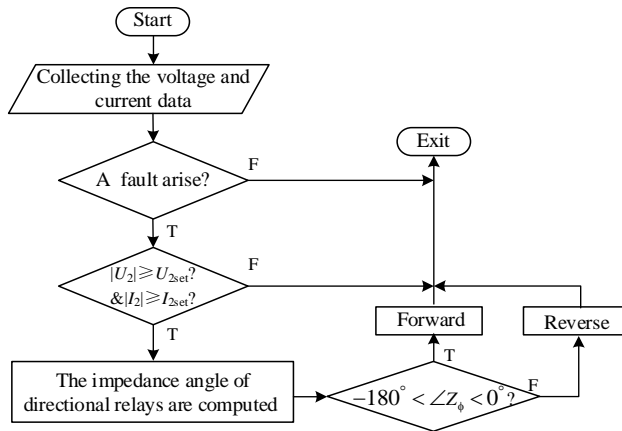 Start
Collecting the voltage and
current data
Exit
A fault arise?
F
T
|U₂|≥U₂set?
&|I₂|≥I₂set?
F
T
Forward
Reverse
The impedance angle of
directional relays are computed
−180° < ∠Zϕ < 0° ?
T
F